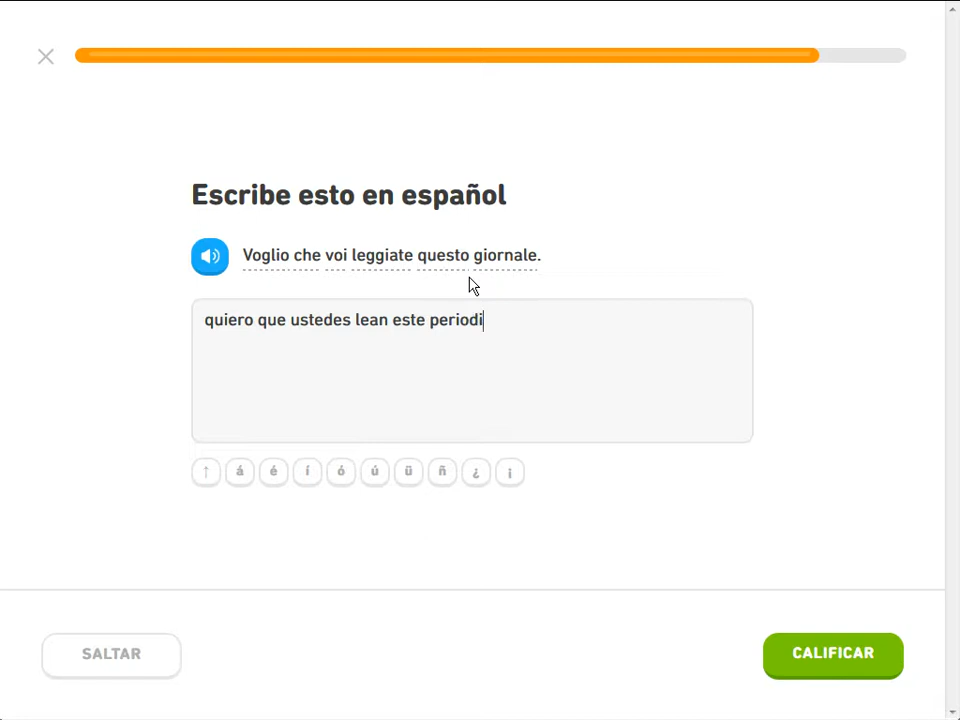 Escribe esto en español
Voglio che voi leggiate questo giornale.
quiero que ustedes lean este periodi
↑ á é í ó ú ü ñ ¿ ¡
SALTAR
CALIFICAR